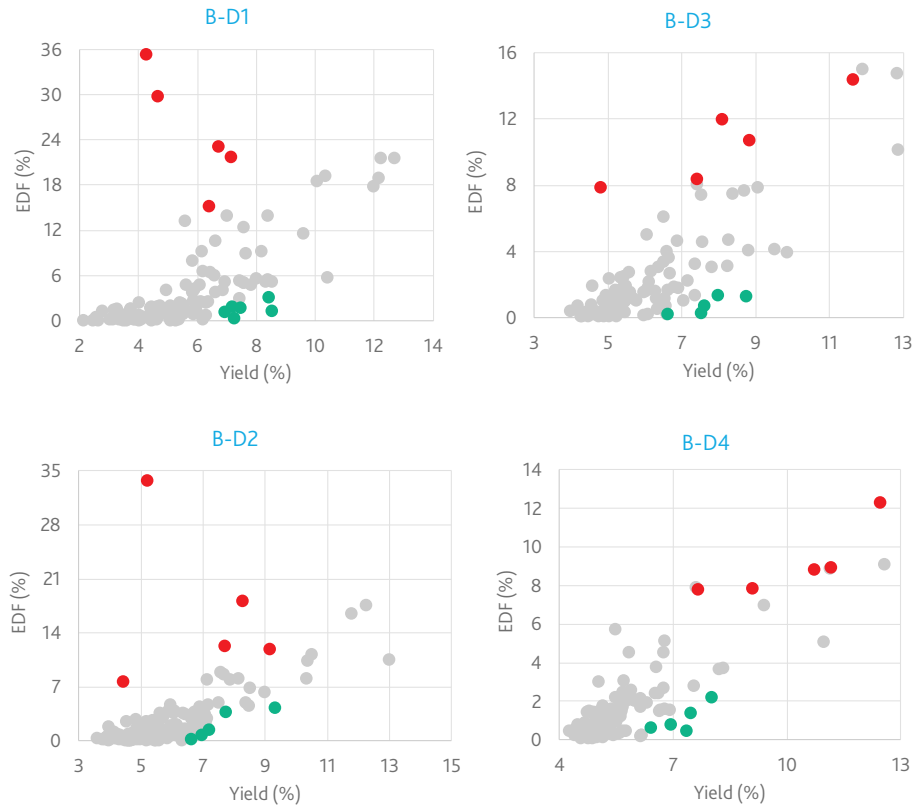 B-D1
36
30
24
18
12
6
0
EDF (%)
2 4 6 8 10 12 14
Yield (%)
B-D3
16
12
8
4
0
EDF (%)
3 5 7 9 11 13
Yield (%)
B-D2
35
28
21
14
7
0
EDF (%)
3 5 7 9 11 13 15
Yield (%)
B-D4
14
12
10
8
6
4
2
0
EDF (%)
4 7 10 13
Yield (%)